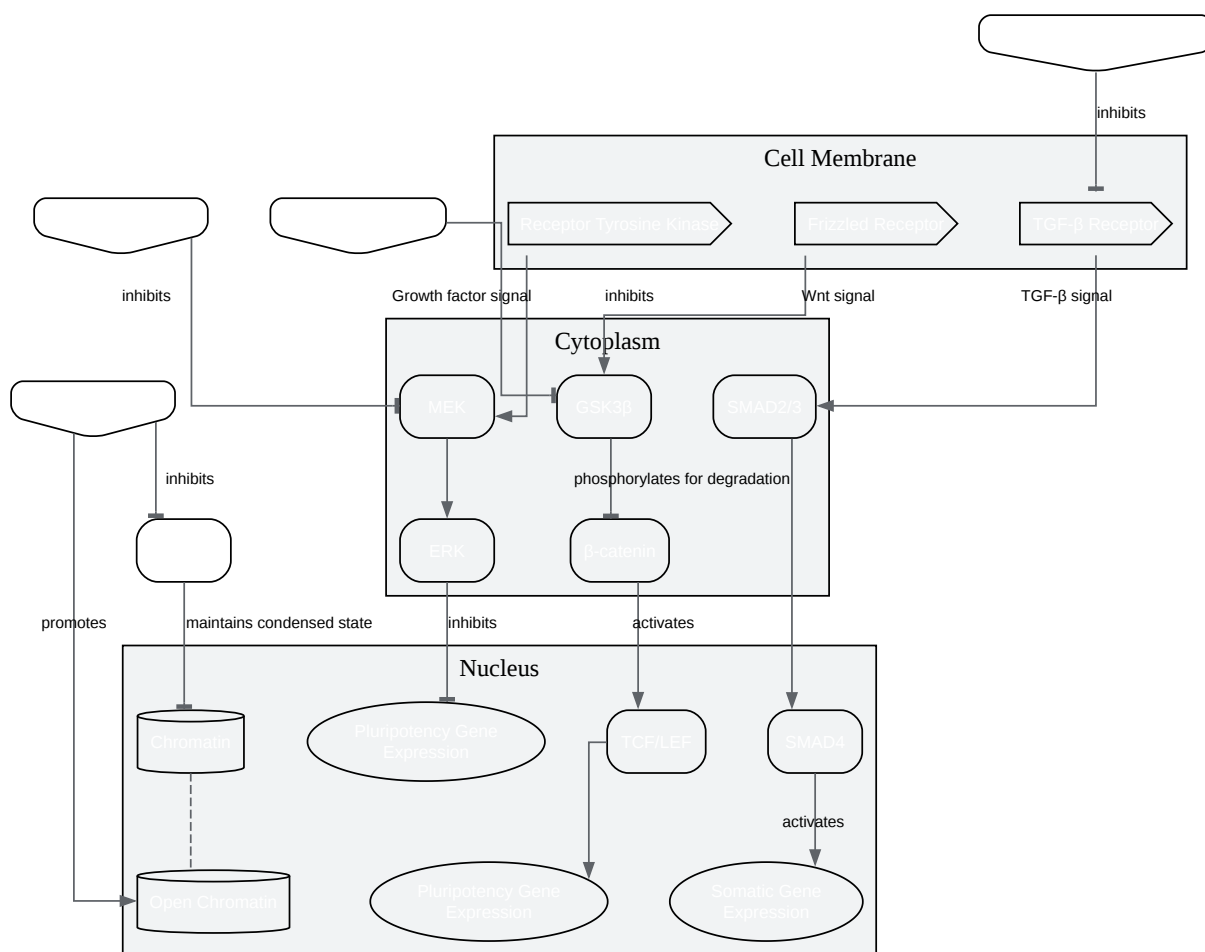 inhibits
Cell Membrane
Receptor Tyrosine Kinase
Frizzled Receptor
TGF-β Receptor
inhibits
Growth factor signal
inhibits
Wnt signal
TGF-β signal
Cytoplasm
MEK
GSK3β
SMAD2/3
inhibits
phosphorylates for degradation
ERK
β-catenin
promotes
maintains condensed state
inhibits
activates
Nucleus
Chromatin
Pluripotency Gene
Expression
TCF/LEF
SMAD4
activates
Open Chromatin
Pluripotency Gene
Expression
Somatic Gene
Expression